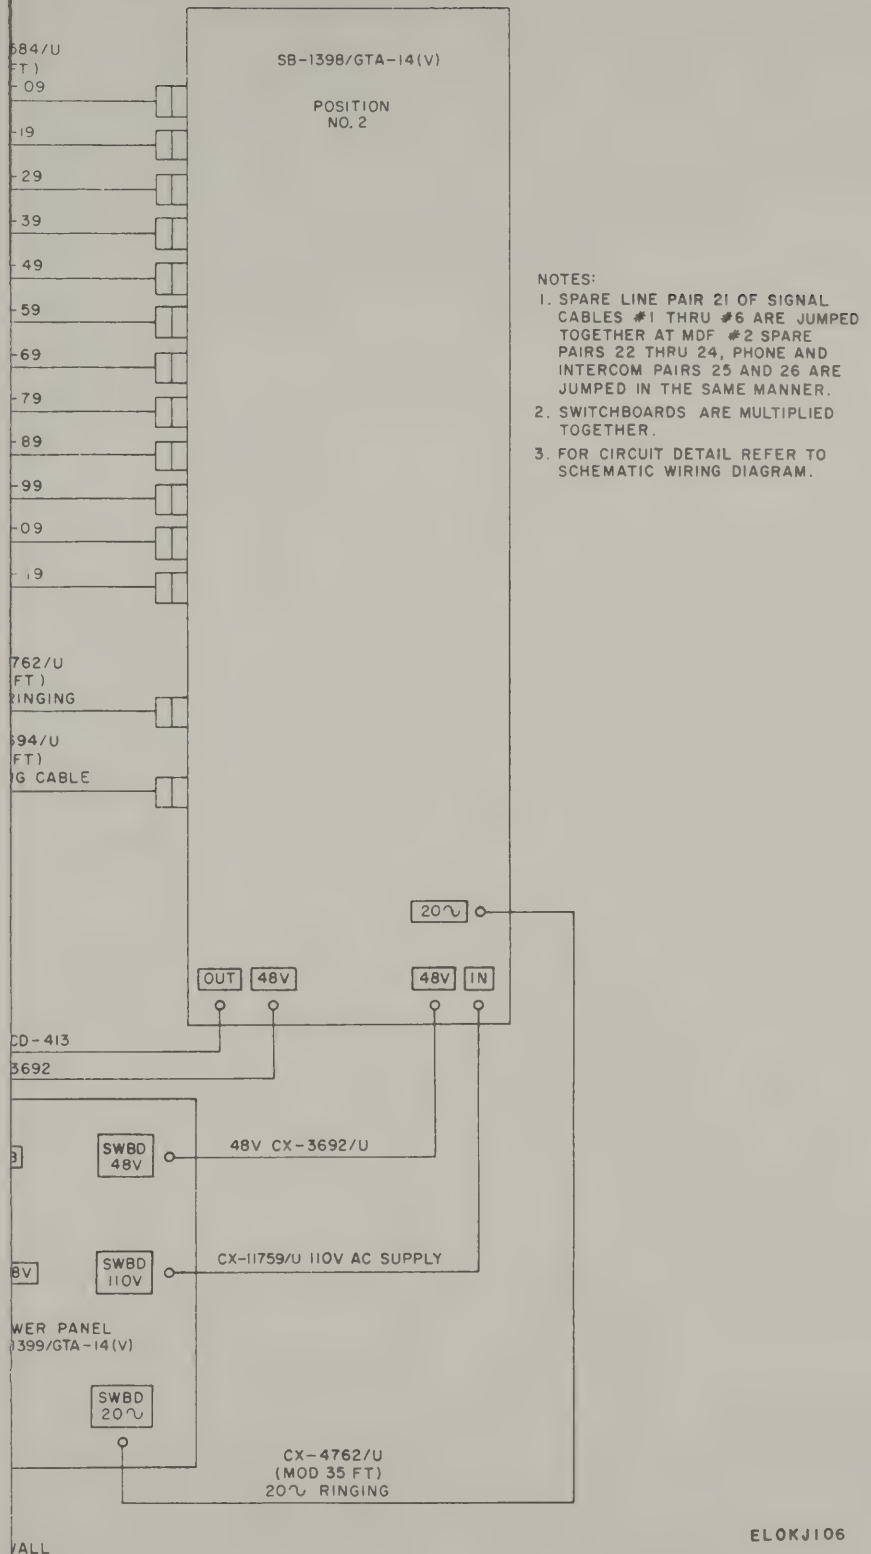 SB-1398/GTA-14(V)
POSITION
NO. 2
684/U
FT)
-09
-19
-29
-39
-49
-59
-69
-79
-89
-99
-09
-19
762/U
FT)
RINGING
694/U
FT)
G CABLE
NOTES:
1. SPARE LINE PAIR 21 OF SIGNAL
CABLES #1 THRU #6 ARE JUMPED
TOGETHER AT MDF #2 SPARE
PAIRS 22 THRU 24, PHONE AND
INTERCOM PAIRS 25 AND 26 ARE
JUMPED IN THE SAME MANNER.
2. SWITCHBOARDS ARE MULTIPLIED
TOGETHER.
3. FOR CIRCUIT DETAIL REFER TO
SCHEMATIC WIRING DIAGRAM.
20∿
OUT 48V 48V IN
CD-413
3692
SWBD
48V
48V CX-3692/U
8V
SWBD
110V
CX-11759/U 110V AC SUPPLY
WER PANEL
1399/GTA-14(V)
SWBD
20∿
CX-4762/U
(MOD 35 FT)
20∿ RINGING
WALL
ELOKJ106